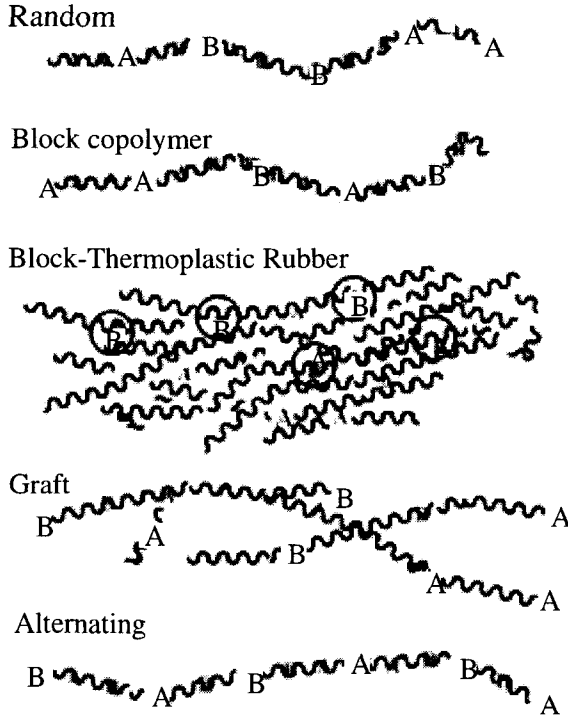 Random
A B B A A
Block copolymer
A A B A B
Block-Thermoplastic Rubber
B B B
Graft
B A B A
B A A
Alternating
B A B A B A